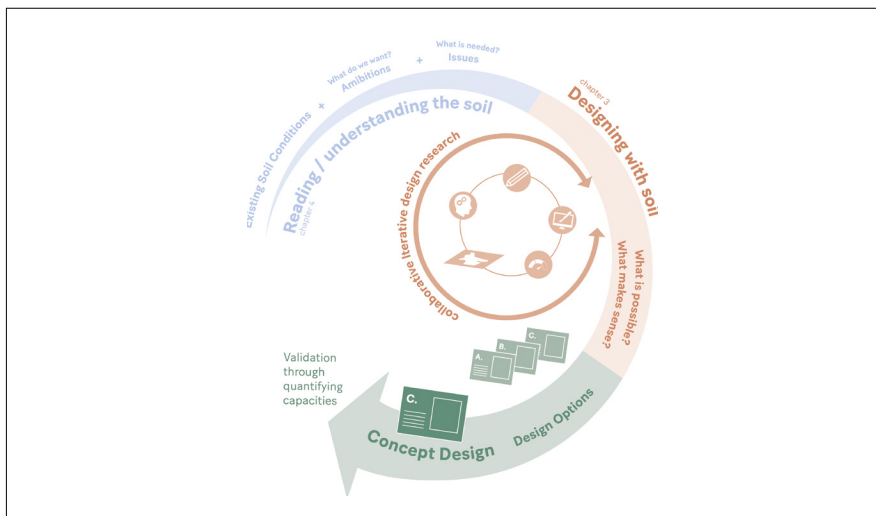 Existing Soil Conditions
+
What do we want?
Amibitions
+
What is needed?
Issues
Reading / understanding the soil
chapter 4
chapter 3
Designing with soil
collaborative Iterative design research
What is possible?
What makes sense?
A.
B.
C.
Design Options
C.
Concept Design
Validation
through
quantifying
capacities